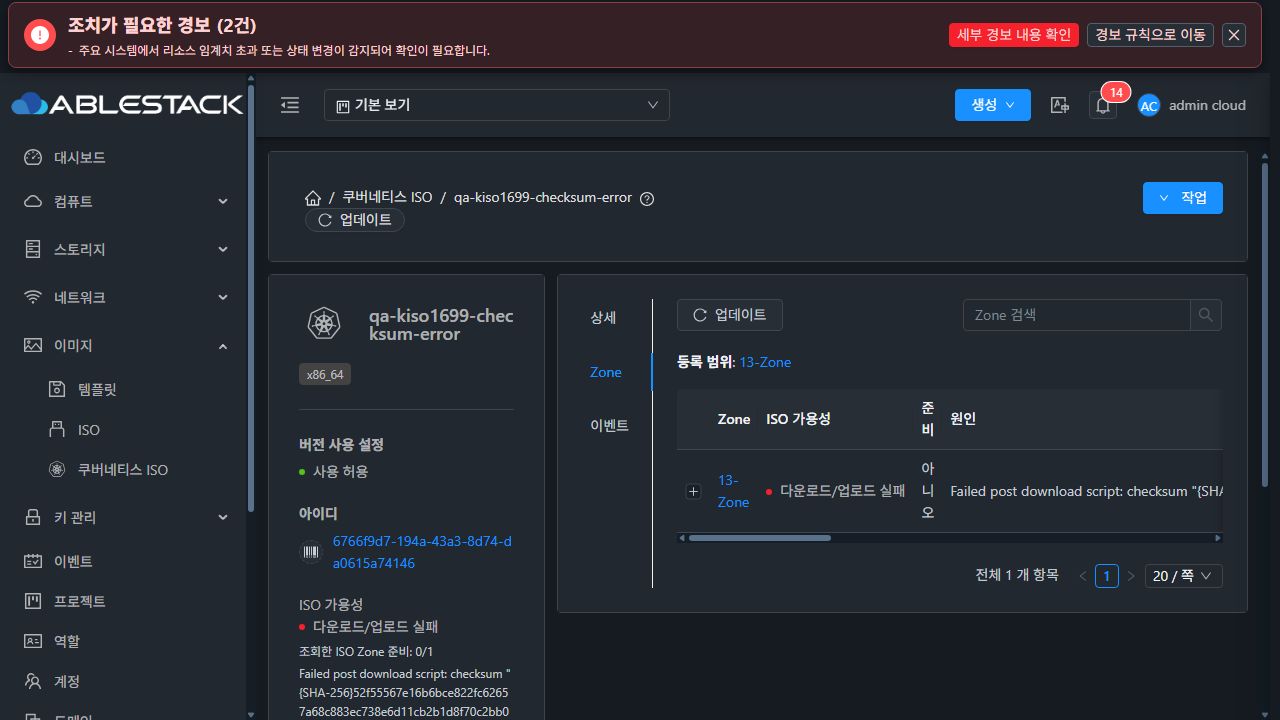 조치가 필요한 경보 (2건)
- 주요 시스템에서 리소스 임계치 초과 또는 상태 변경이 감지되어 확인이 필요합니다.
세부 경보 내용 확인
경보 규칙으로 이동
ABLESTACK
기본 보기
생성
14
AC
admin cloud
대시보드
컴퓨트
스토리지
네트워크
이미지
템플릿
ISO
쿠버네티스 ISO
키 관리
이벤트
프로젝트
역할
계정
/ 쿠버네티스 ISO / qa-kiso1699-checksum-error
업데이트
작업
qa-kiso1699-chec
ksum-error
x86_64
버전 사용 설정
사용 허용
아이디
6766f9d7-194a-43a3-8d74-d
a0615a74146
ISO 가용성
다운로드/업로드 실패
조회한 ISO Zone 준비: 0/1
Failed post download script: checksum "
{SHA-256}52f55567e16b6bce822fc6265
7a68c883ec738e6d11cb2b1d8f70c2bb0
상세
Zone
이벤트
업데이트
Zone 검색
등록 범위: 13-Zone
Zone
ISO 가용성
준
비
원인
13-
Zone
다운로드/업로드 실패
아
니
오
Failed post download script: checksum "{SHA
전체 1 개 항목
1
20 / 쪽